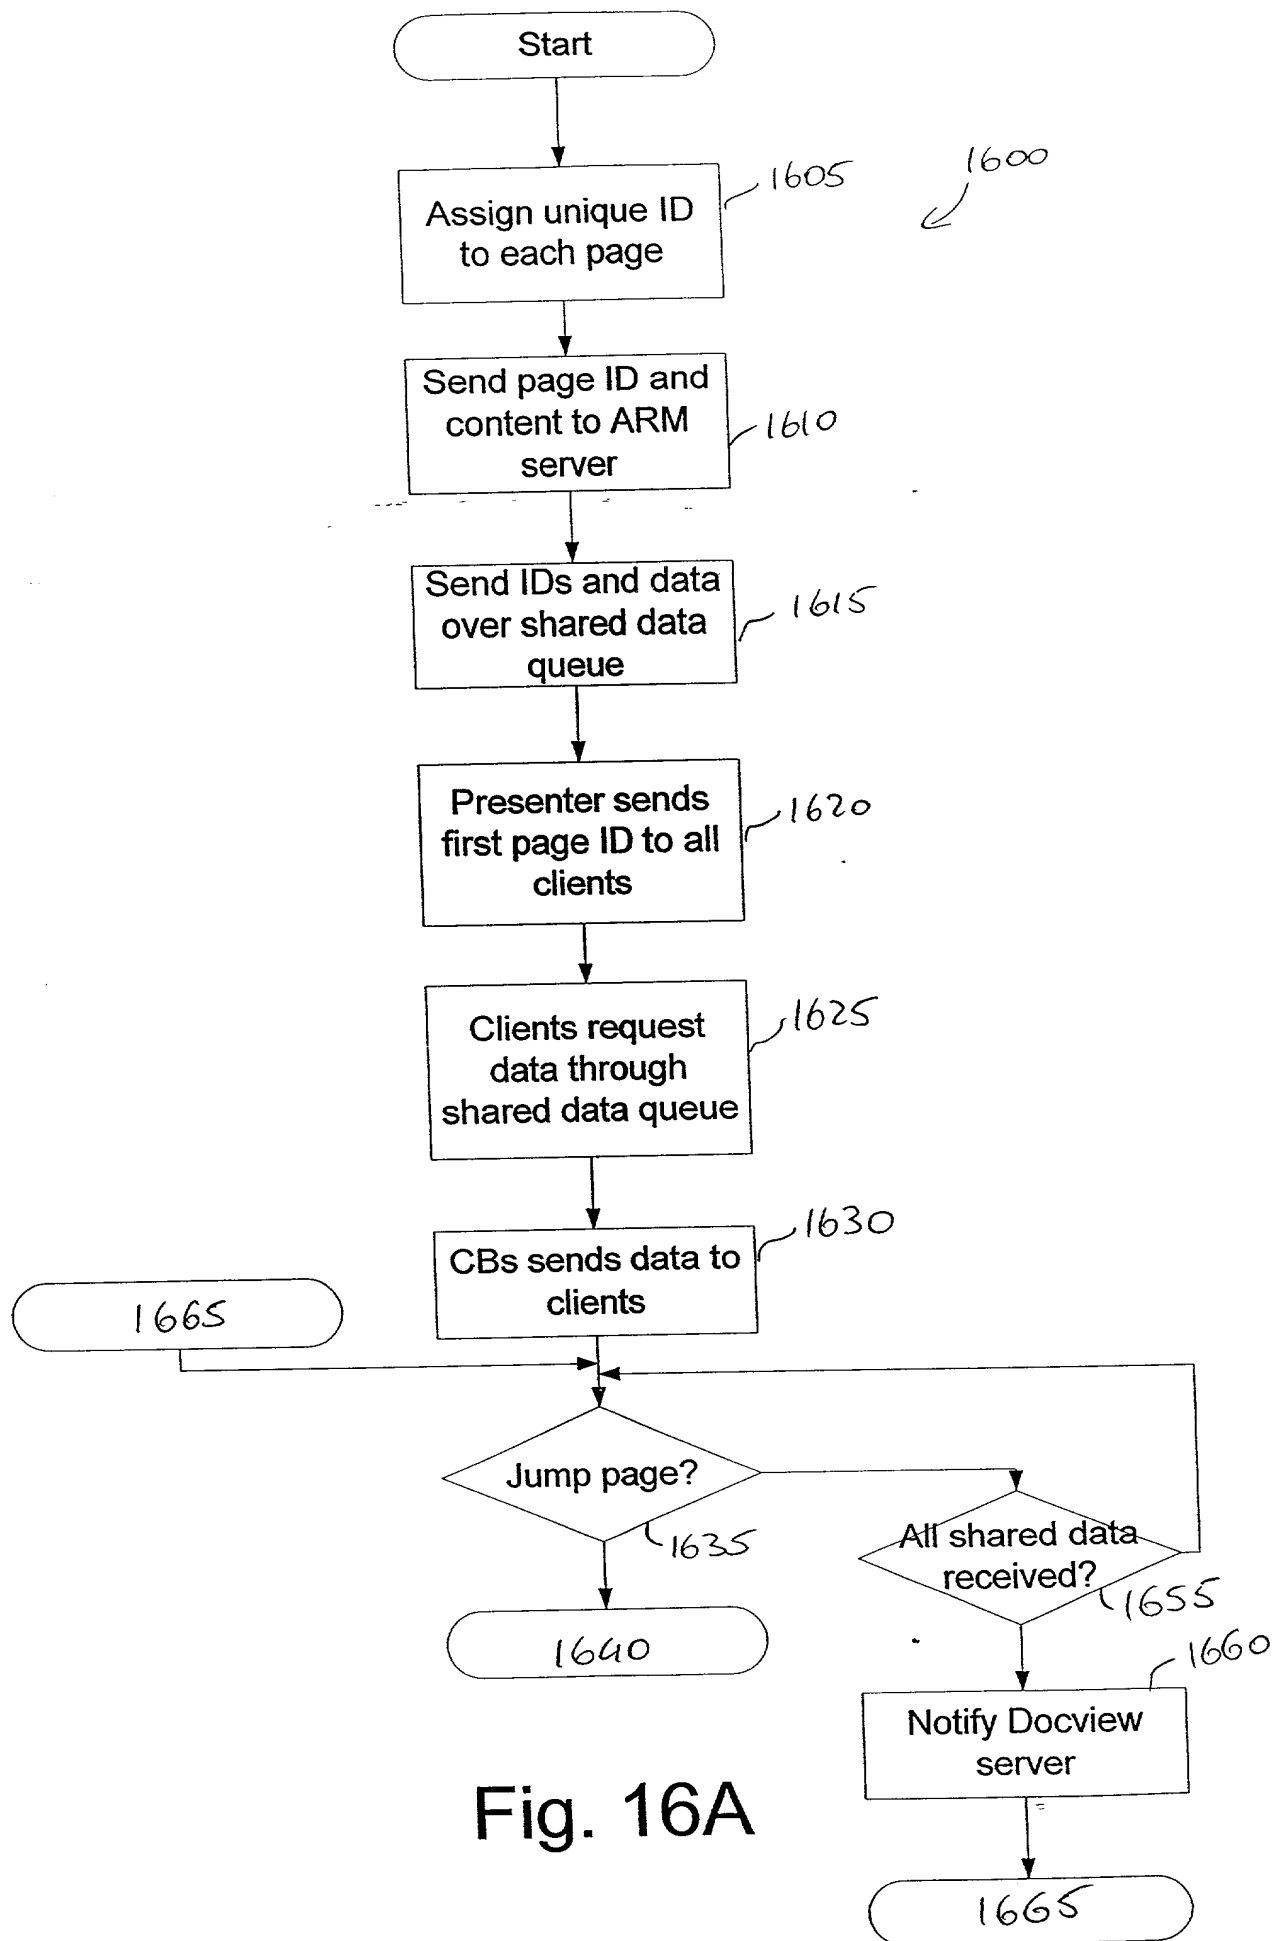 Start
1600
1605
Assign unique ID
to each page
Send page ID and
content to ARM
server
1610
Send IDs and data
over shared data
queue
1615
Presenter sends
first page ID to all
clients
1620
Clients request
data through
shared data queue
1625
CBs sends data to
clients
1630
1665
Jump page?
1635
All shared data
received?
1655
1640
1660
Notify Docview
server
Fig. 16A
1665